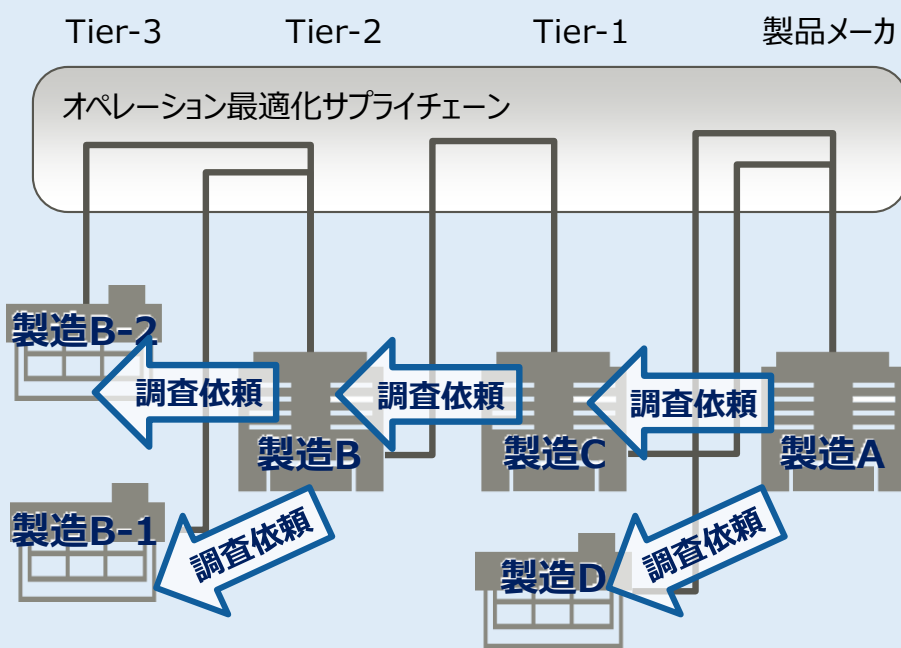 Tier-3
Tier-2
Tier-1
製品メーカ
オペレーション最適化サプライチェーン
製造B-2
調査依頼
調査依頼
調査依頼
製造B
製造C
製造A
製造B-1
調査依頼
製造D
調査依頼